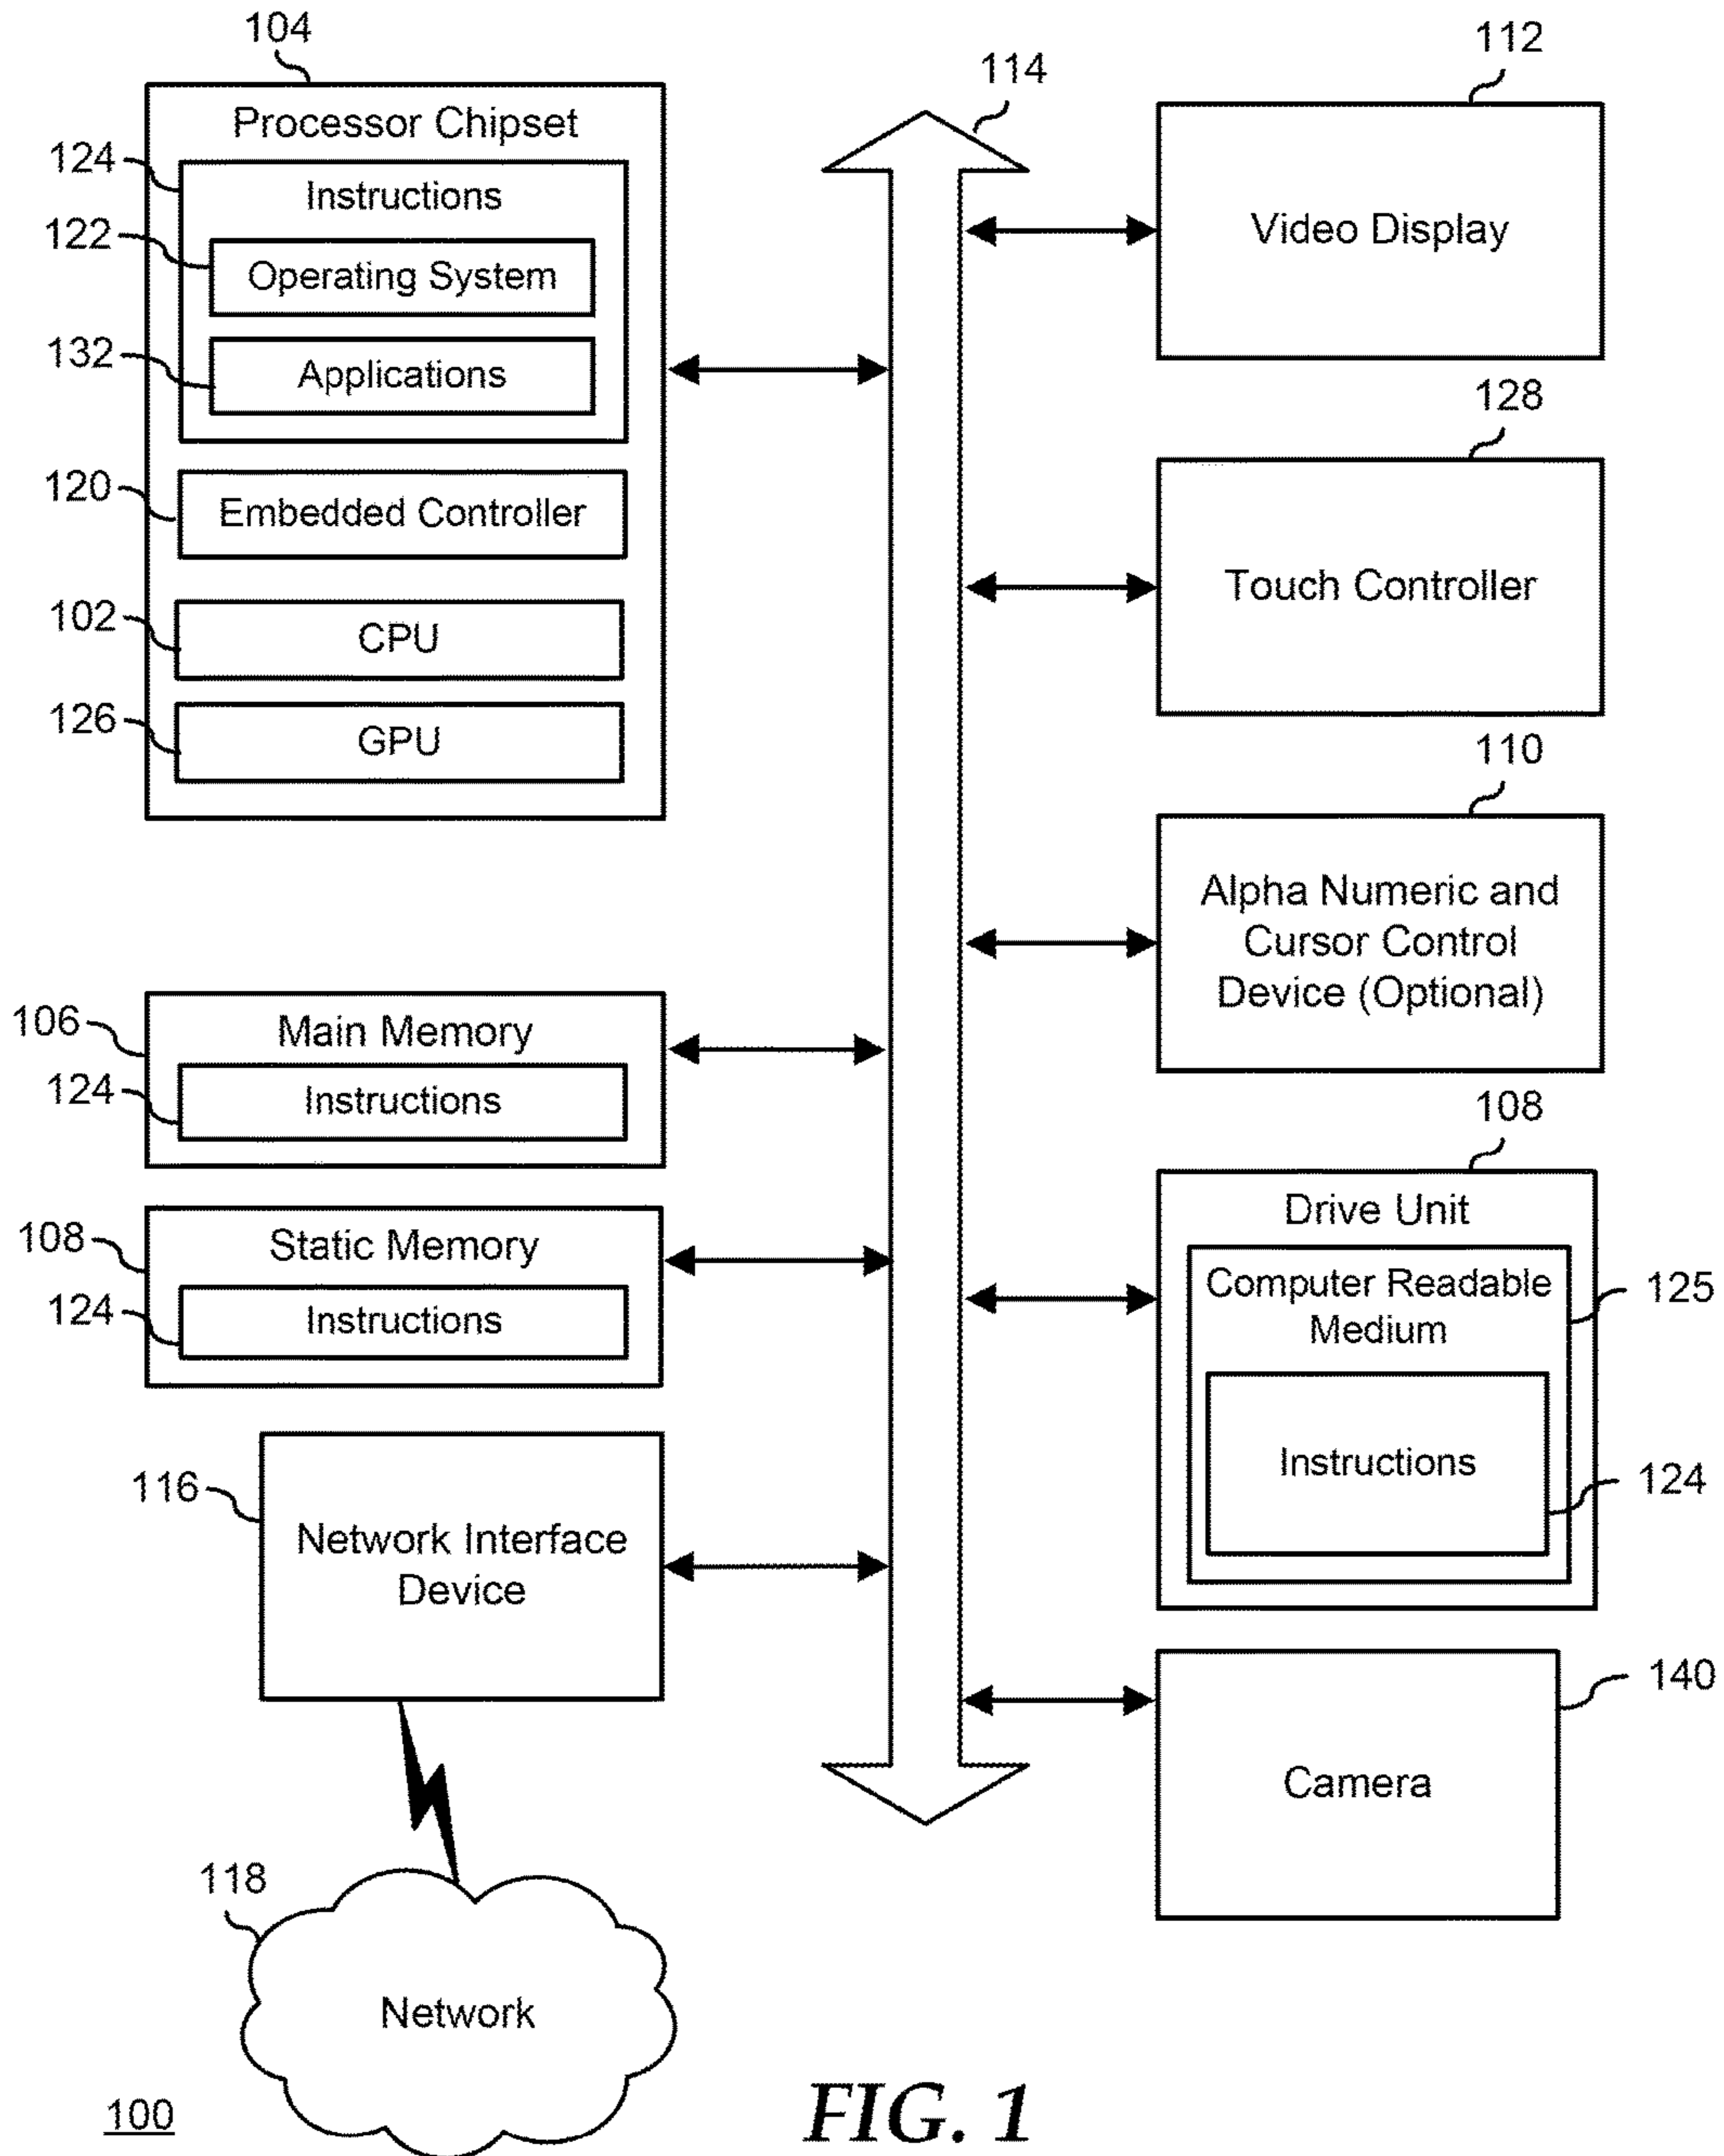 104
Processor Chipset
124
Instructions
122
Operating System
132
Applications
120
Embedded Controller
102
CPU
126
GPU
106
Main Memory
124
Instructions
108
Static Memory
124
Instructions
116
Network Interface
Device
118
Network
100
114
112
Video Display
128
Touch Controller
110
Alpha Numeric and
Cursor Control
Device (Optional)
108
Drive Unit
Computer Readable
Medium
125
Instructions
124
140
Camera
FIG. 1